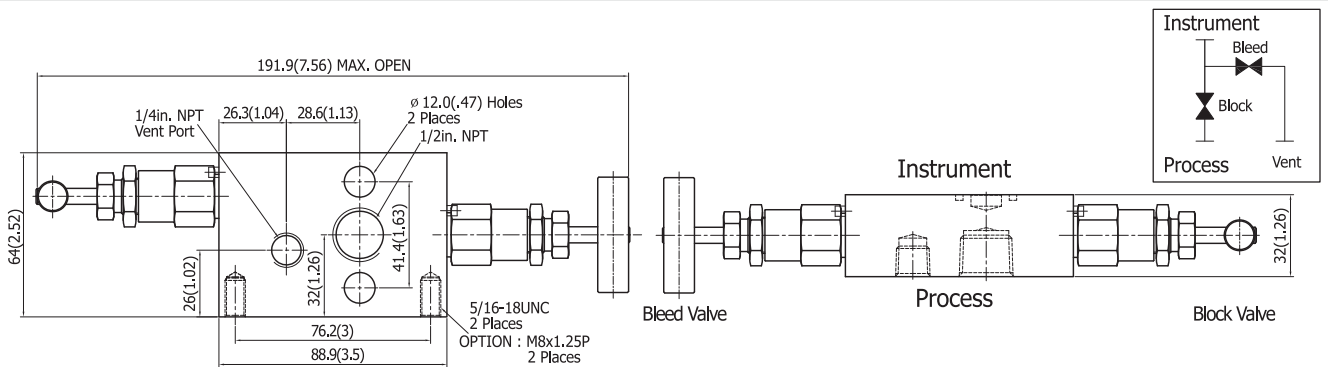 191.9(7.56) MAX. OPEN
26.3(1.04)
28.6(1.13)
ø 12.0(.47) Holes
2 Places
1/4in. NPT
Vent Port
1/2in. NPT
64(2.52)
26(1.02)
32(1.26)
41.4(1.63)
5/16-18UNC
2 Places
OPTION : M8x1.25P
2 Places
76.2(3)
88.9(3.5)
Instrument
Process
Bleed Valve
Block Valve
32(1.26)
Instrument
Bleed
Block
Process
Vent